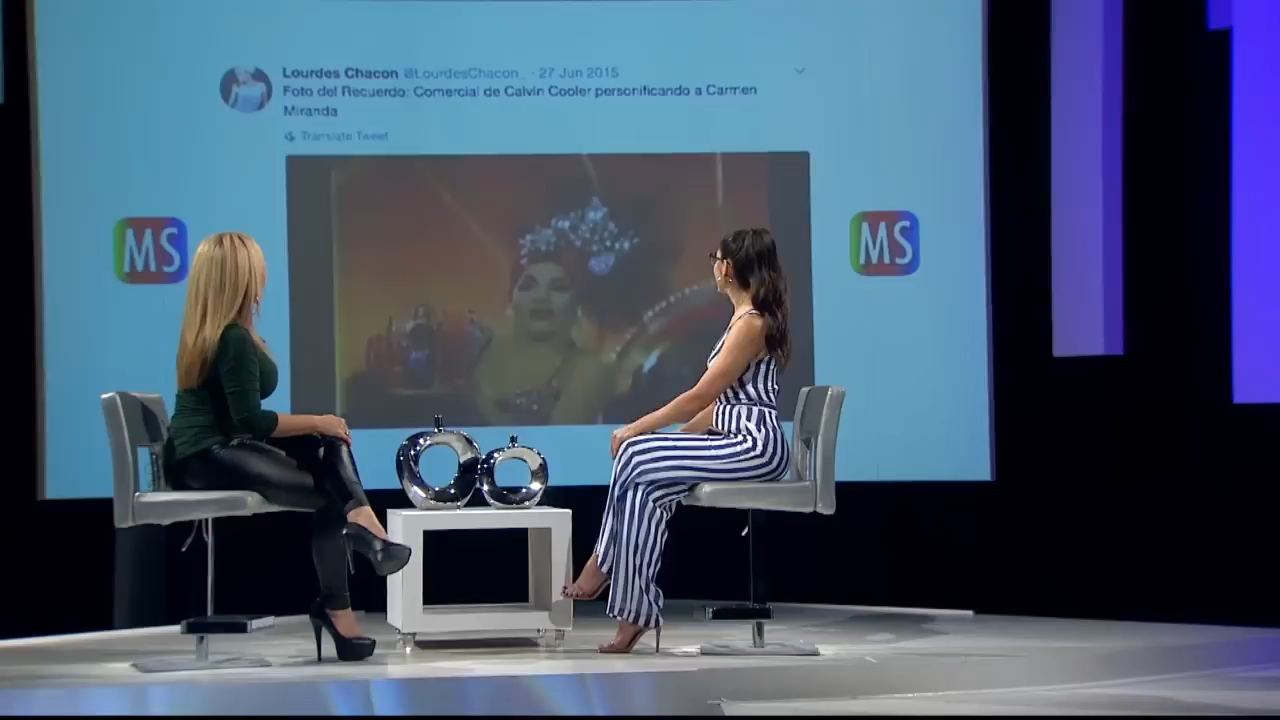 Lourdes Chacon @LourdesChacon_ · 27 Jun 2015
Foto del Recuerdo: Comercial de Calvin Cooler personificando a Carmen
Miranda
Translate Tweet
MS
MS